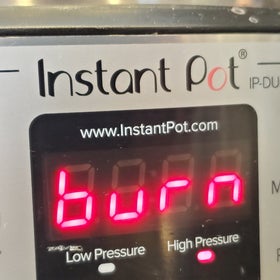 Instant Pot®
IP-DU
www.InstantPot.com
burn
Low Pressure
High Pressure
M